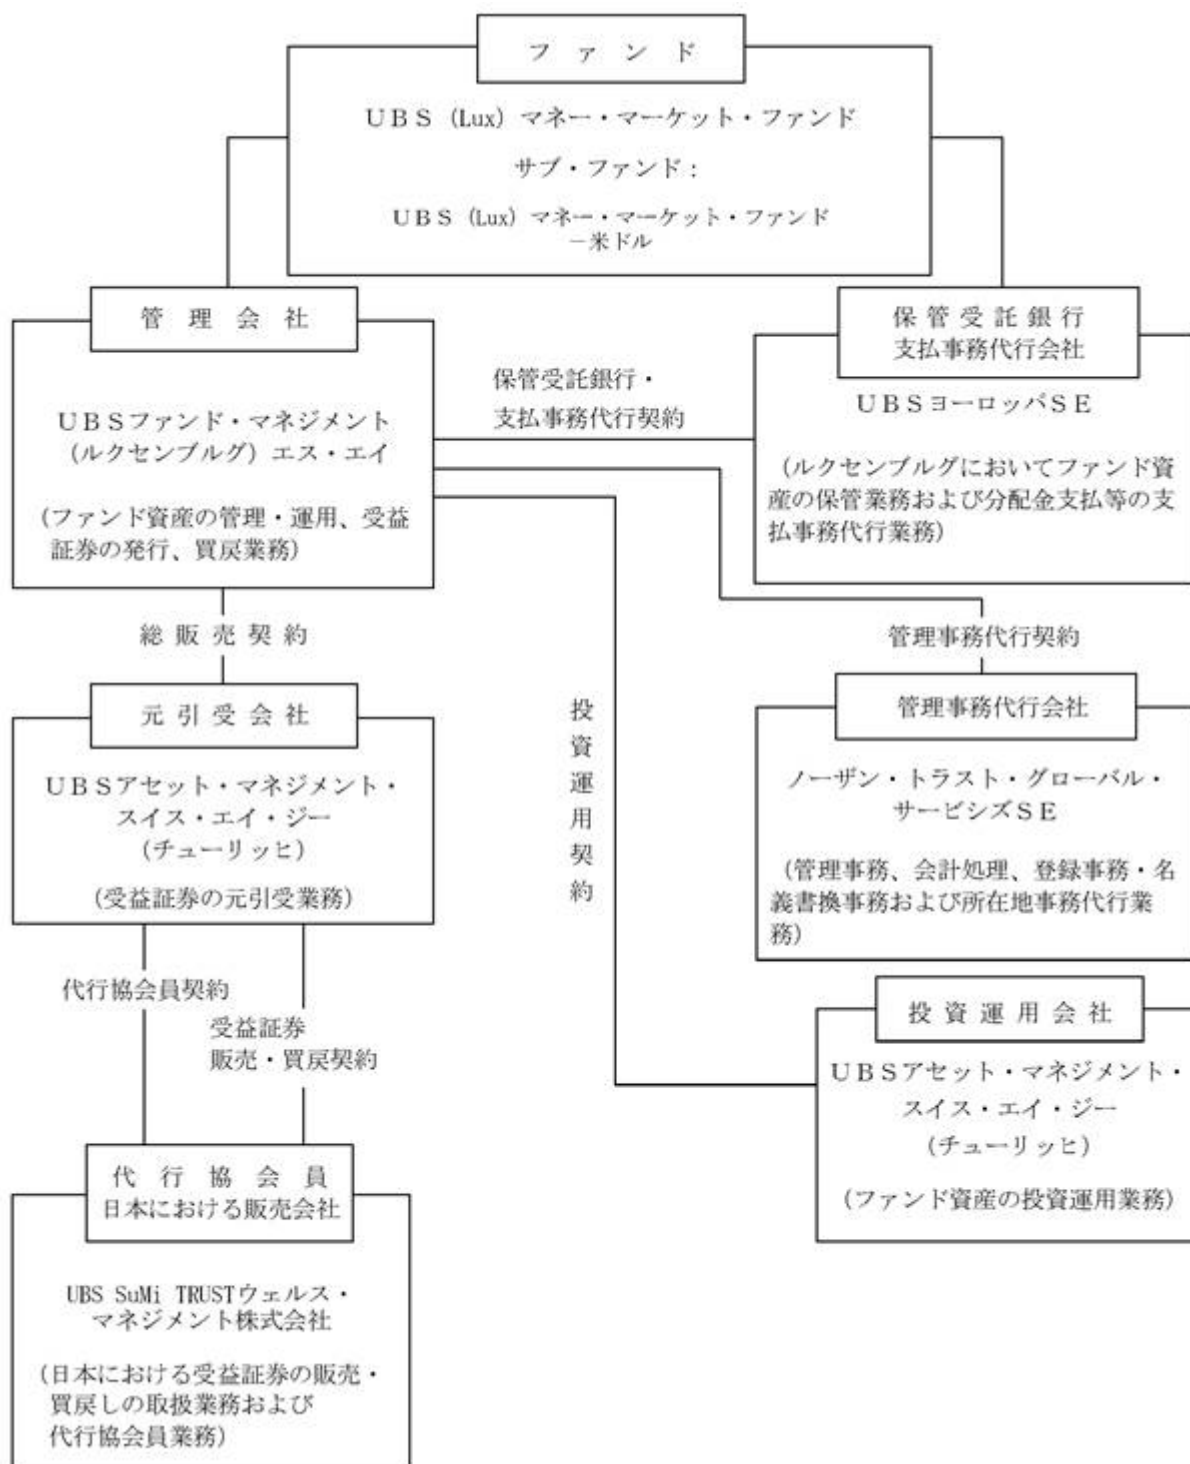 ファンド
UBS (Lux) マネー・マーケット・ファンド
サブ・ファンド：
UBS (Lux) マネー・マーケット・ファンド
－米ドル
管理会社
UBSファンド・マネジメント
（ルクセンブルグ）エス・エイ
（ファンド資産の管理・運用、受益
証券の発行、買戻業務）
保管受託銀行・
支払事務代行契約
保管受託銀行
支払事務代行会社
UBSヨーロッパSE
（ルクセンブルグにおいてファンド資
産の保管業務および分配金支払等の支
払事務代行業務）
総販売契約
管理事務代行契約
元引受会社
UBSアセット・マネジメント・
スイス・エイ・ジー
（チューリッヒ）
（受益証券の元引受業務）
投資運用契約
管理事務代行会社
ノーザン・トラスト・グローバル・
サービシズSE
（管理事務、会計処理、登録事務・名
義書換事務および所在地事務代行業
務）
代行協会員契約
受益証券
販売・買戻契約
投資運用会社
UBSアセット・マネジメント・
スイス・エイ・ジー
（チューリッヒ）
（ファンド資産の投資運用業務）
代行協会員
日本における販売会社
UBS SuMi TRUSTウェルス・
マネジメント株式会社
（日本における受益証券の販売・
買戻しの取扱業務および
代行協会員業務）